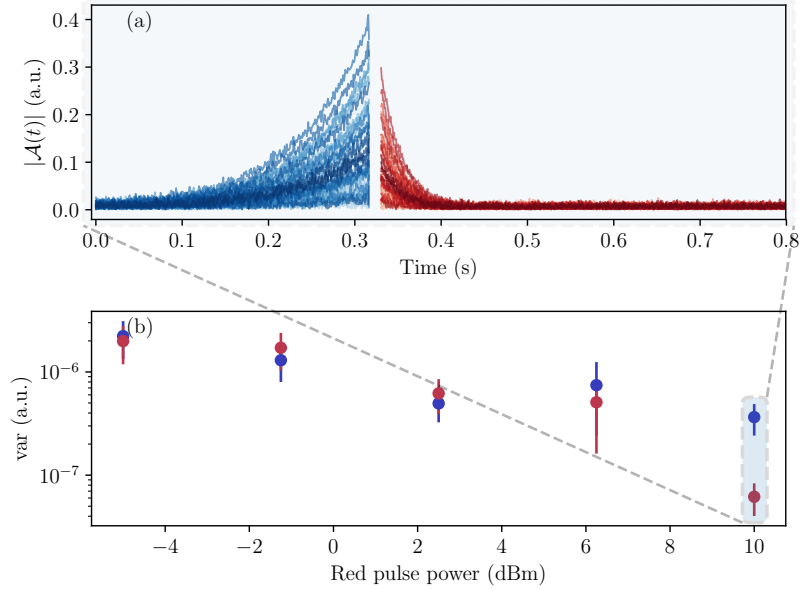 (a)
0.4
0.3
0.2
0.1
0.0
|𝒜(t)| (a.u.)
0.0 0.1 0.2 0.3 0.4 0.5 0.6 0.7 0.8
Time (s)
(b)
10⁻⁶
10⁻⁷
var (a.u.)
−4 −2 0 2 4 6 8 10
Red pulse power (dBm)